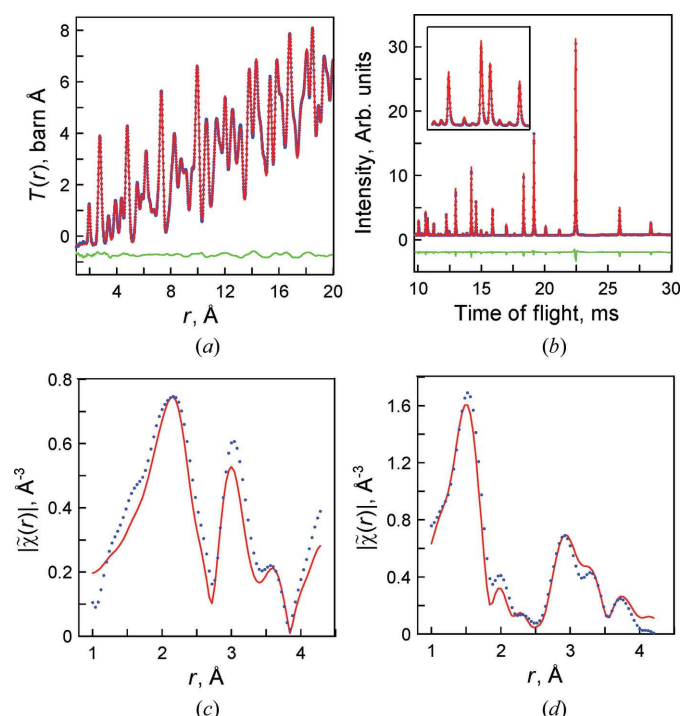 8
6
4
2
0
T(r), barn Å
4 8 12 16 20
r, Å
(a)
30
20
10
0
Intensity, Arb. units
10 15 20 25 30
Time of flight, ms
(b)
0.8
0.6
0.4
0.2
0
|χ̃(r)|, Å⁻³
1 2 3 4
r, Å
(c)
1.6
1.2
0.8
0.4
0
|χ̃(r)|, Å⁻³
1 2 3 4
r, Å
(d)